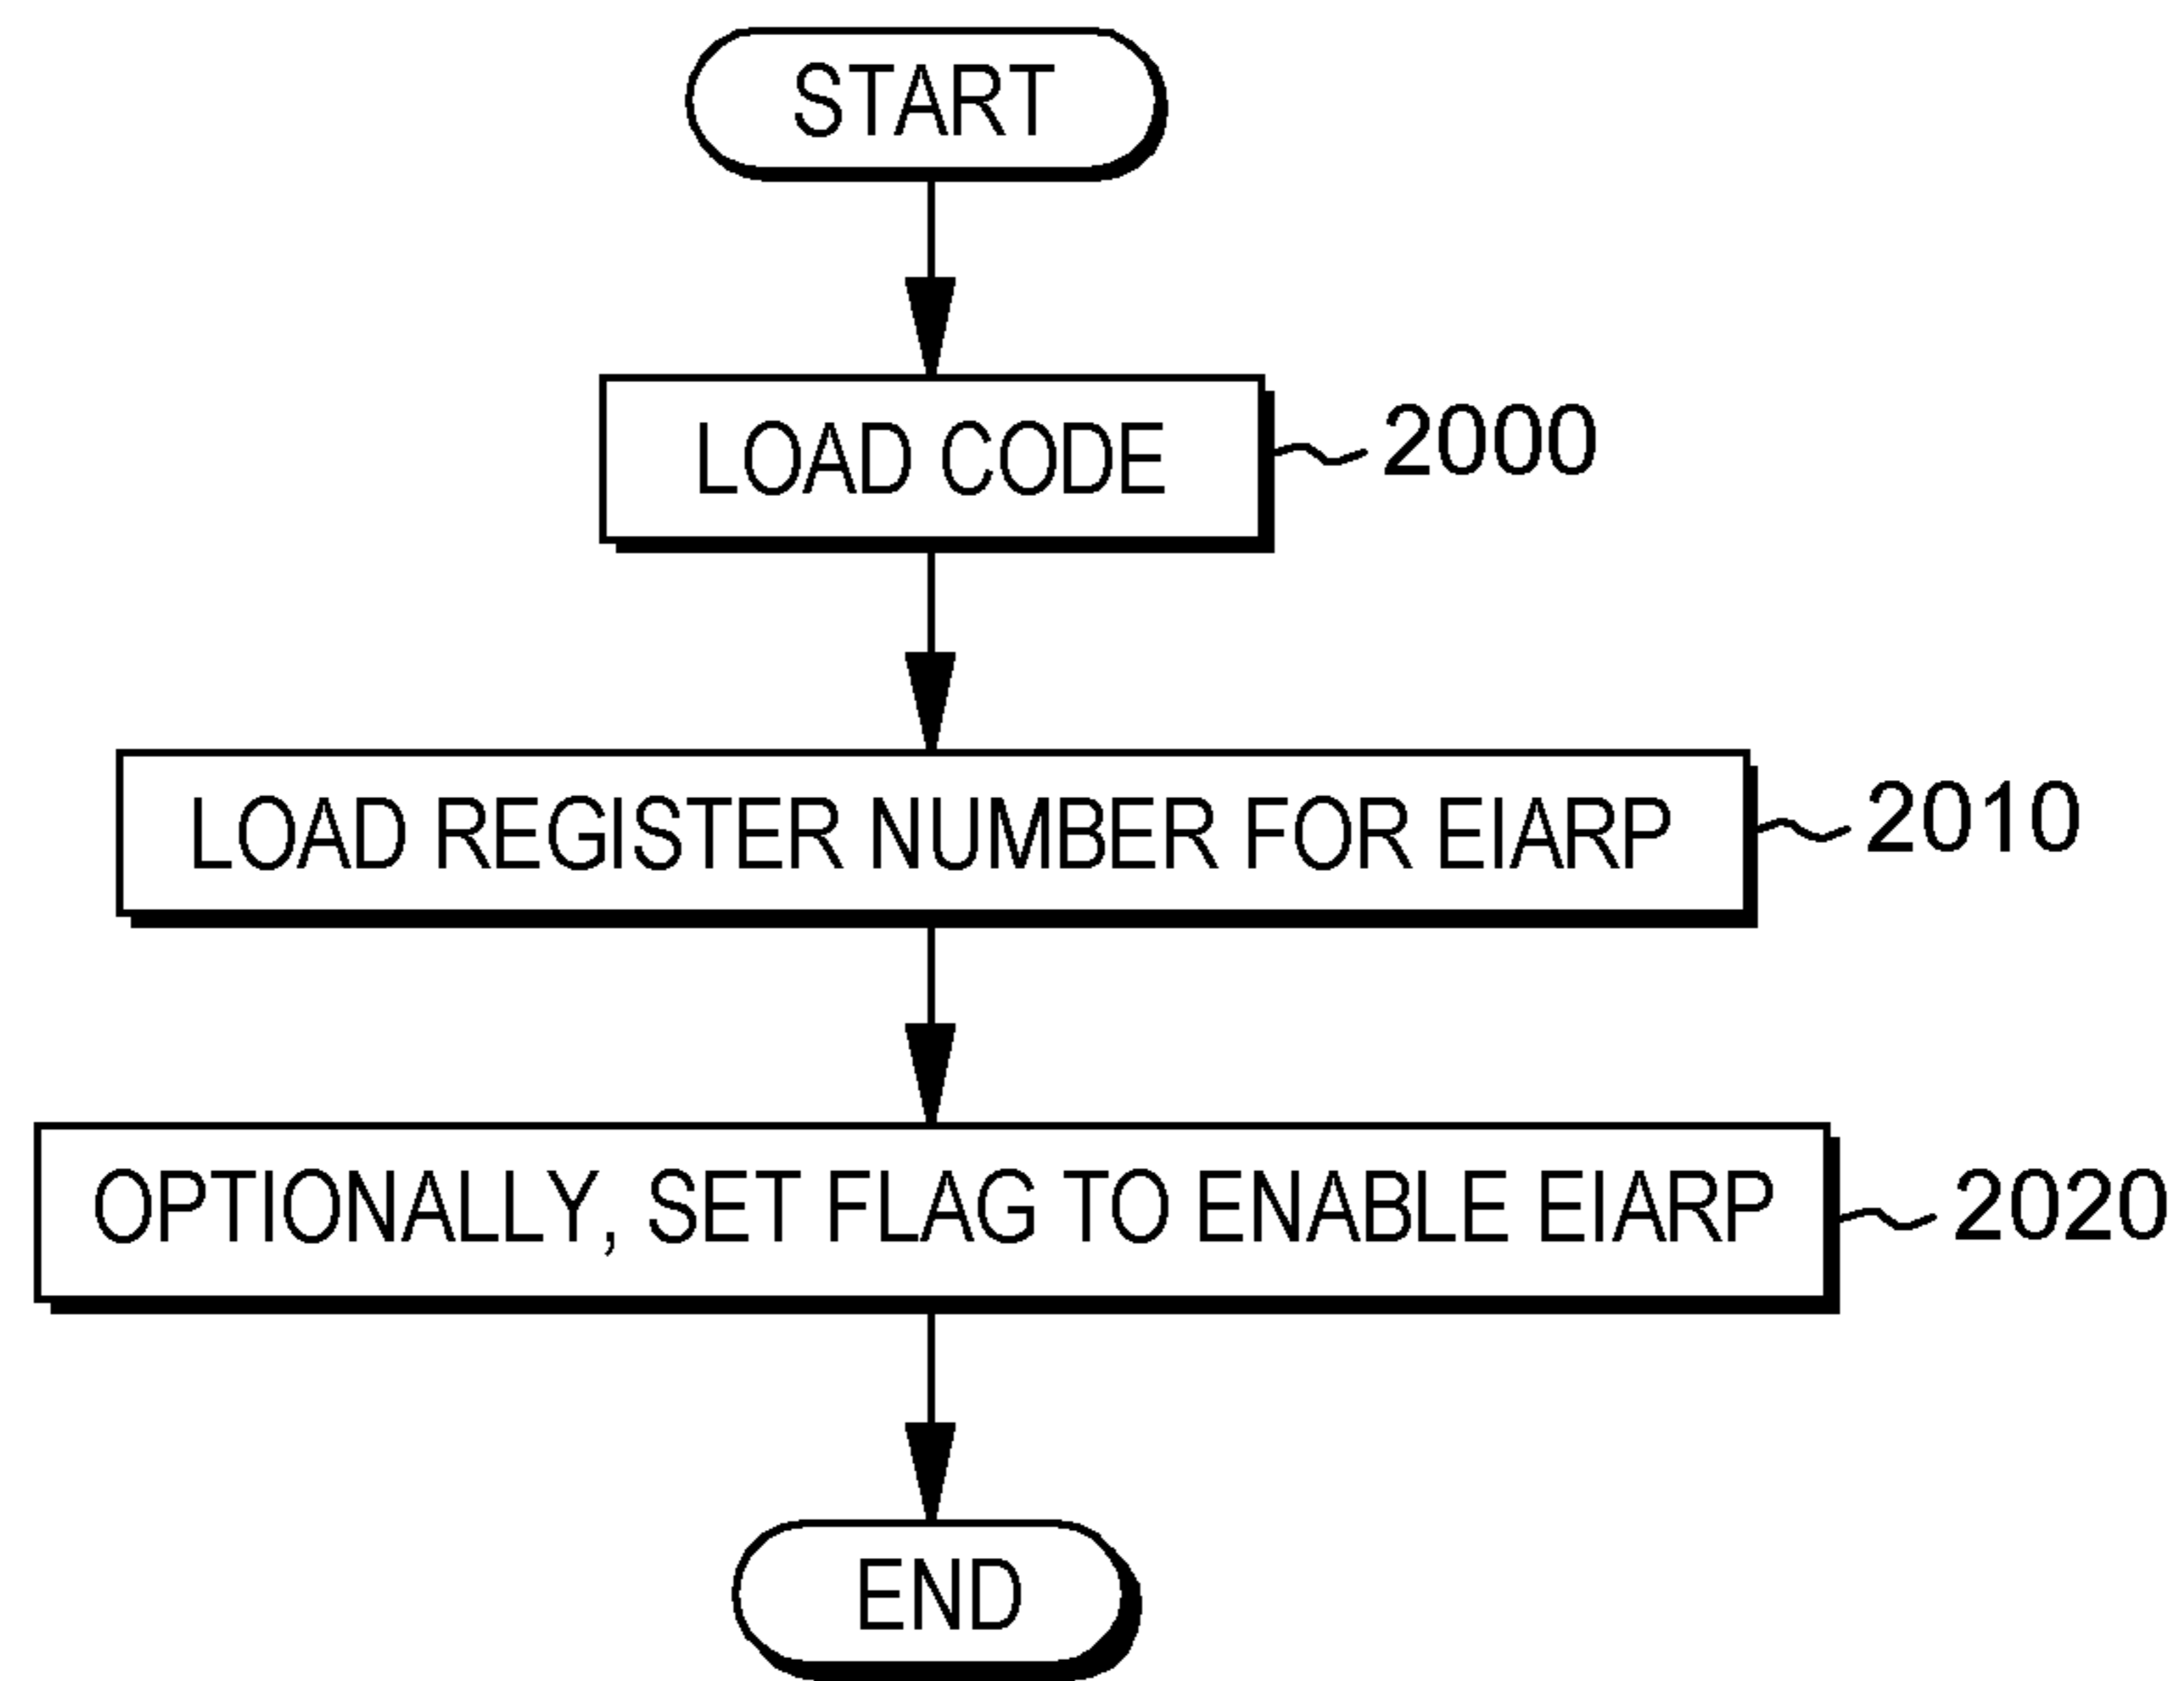 START
LOAD CODE
2000
LOAD REGISTER NUMBER FOR EIARP
2010
OPTIONALLY, SET FLAG TO ENABLE EIARP
2020
END